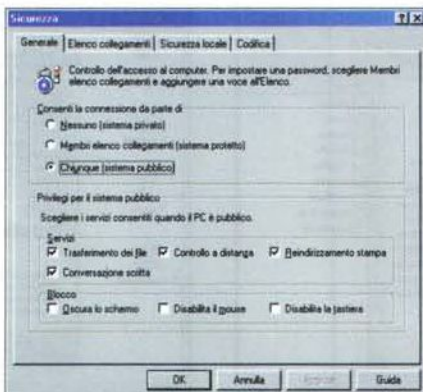 Sicurezza
Generale Elenco collegamenti Sicurezza locale Codifica
Controllo dell'accesso al computer. Per impostare una password, scegliere Membri
elenco collegamenti e aggiungere una voce all'Elenco.
Consenti la connessione da parte di
Nessuno (sistema privato)
Membri elenco collegamenti (sistema protetto)
Chiunque (sistema pubblico)
Privilegi per il sistema pubblico
Scegliere i servizi consentiti quando il PC è pubblico.
Servizi
Trasferimento dei file Controllo a distanza Reindirizzamento stampa
Conversazione scritta
Blocco
Oscura lo schermo Disabilita il mouse Disabilita la tastiera
OK Annulla Guida